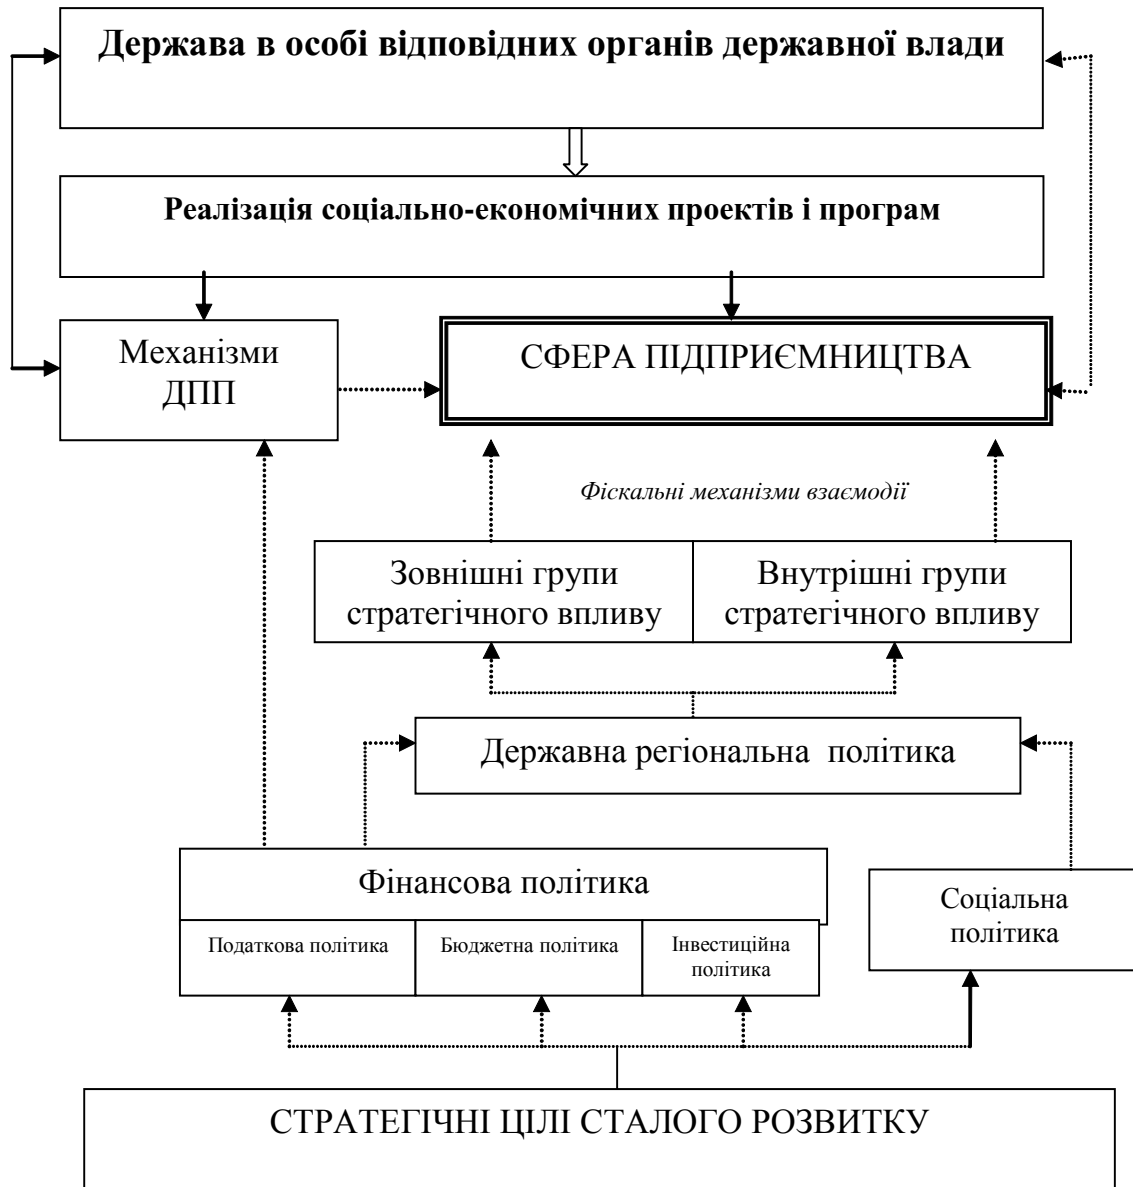 Держава в особі відповідних органів державної влади
Реалізація соціально-економічних проектів і програм
Механізми
ДПП
СФЕРА ПІДПРИЄМНИЦТВА
Фіскальні механізми взаємодії
Зовнішні групи
стратегічного впливу
Внутрішні групи
стратегічного впливу
Державна регіональна політика
Фінансова політика
Податкова політика
Бюджетна політика
Інвестиційна
політика
Соціальна
політика
СТРАТЕГІЧНІ ЦІЛІ СТАЛОГО РОЗВИТКУ